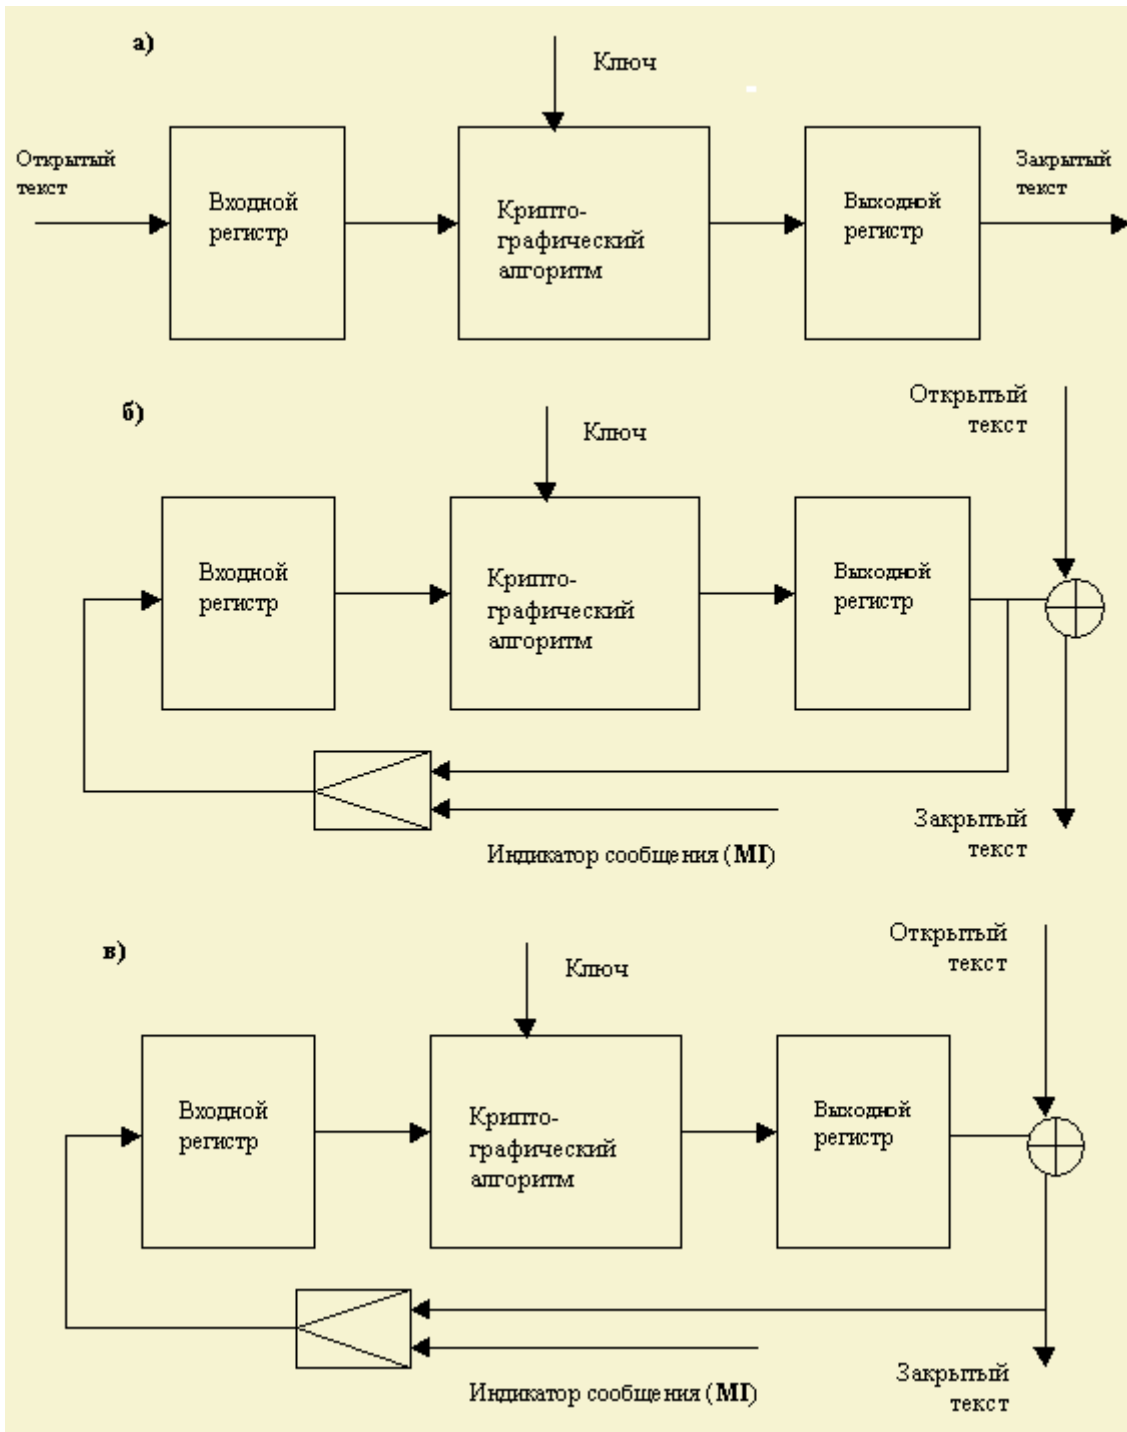 а)
Ключ
Открытый
текст
Входной
регистр
Крипто-
графический
алгоритм
Выходной
регистр
Закрытый
текст
б)
Ключ
Открытый
текст
Входной
регистр
Крипто-
графический
алгоритм
Выходной
регистр
Индикатор сообщения (MI)
Закрытый
текст
в)
Ключ
Открытый
текст
Входной
регистр
Крипто-
графический
алгоритм
Выходной
регистр
Индикатор сообщения (MI)
Закрытый
текст